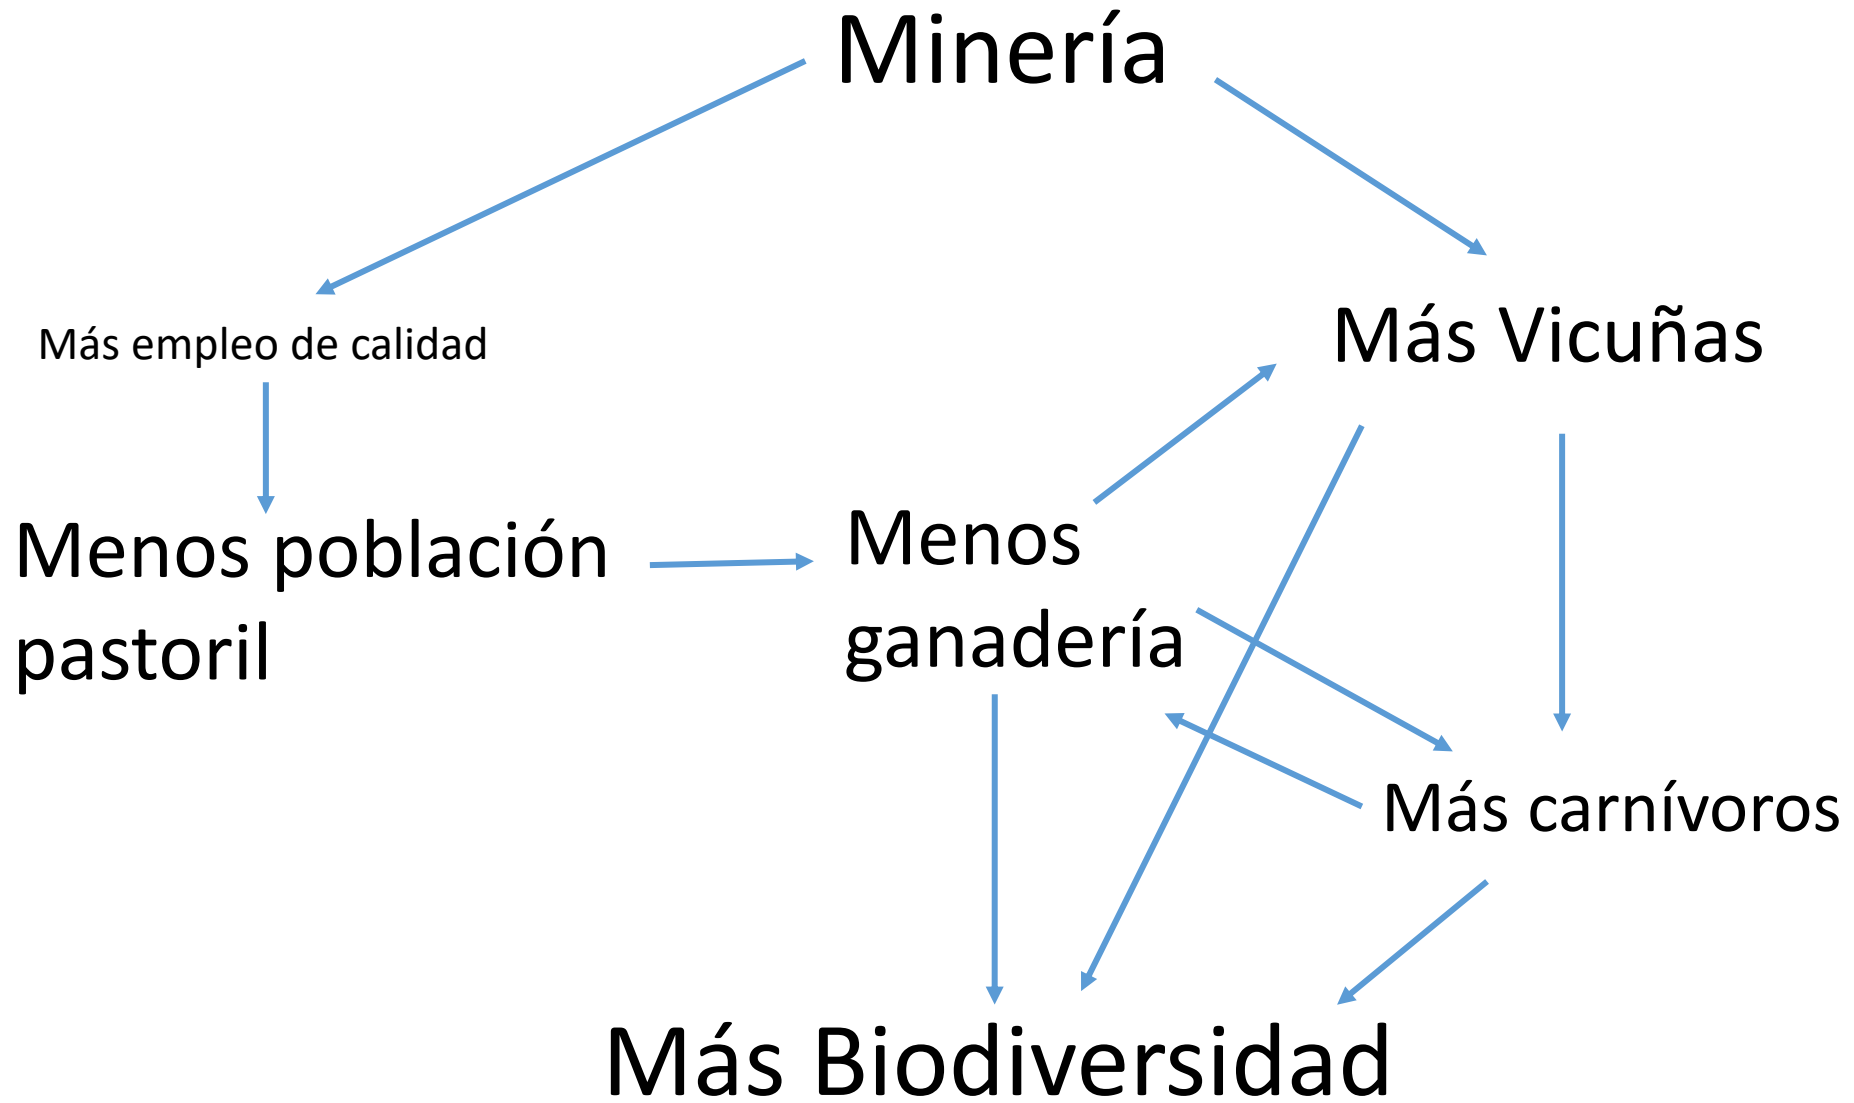 Minería
Más empleo de calidad
Más Vicuñas
Menos población
pastoril
Menos
ganadería
Más carnívoros
Más Biodiversidad